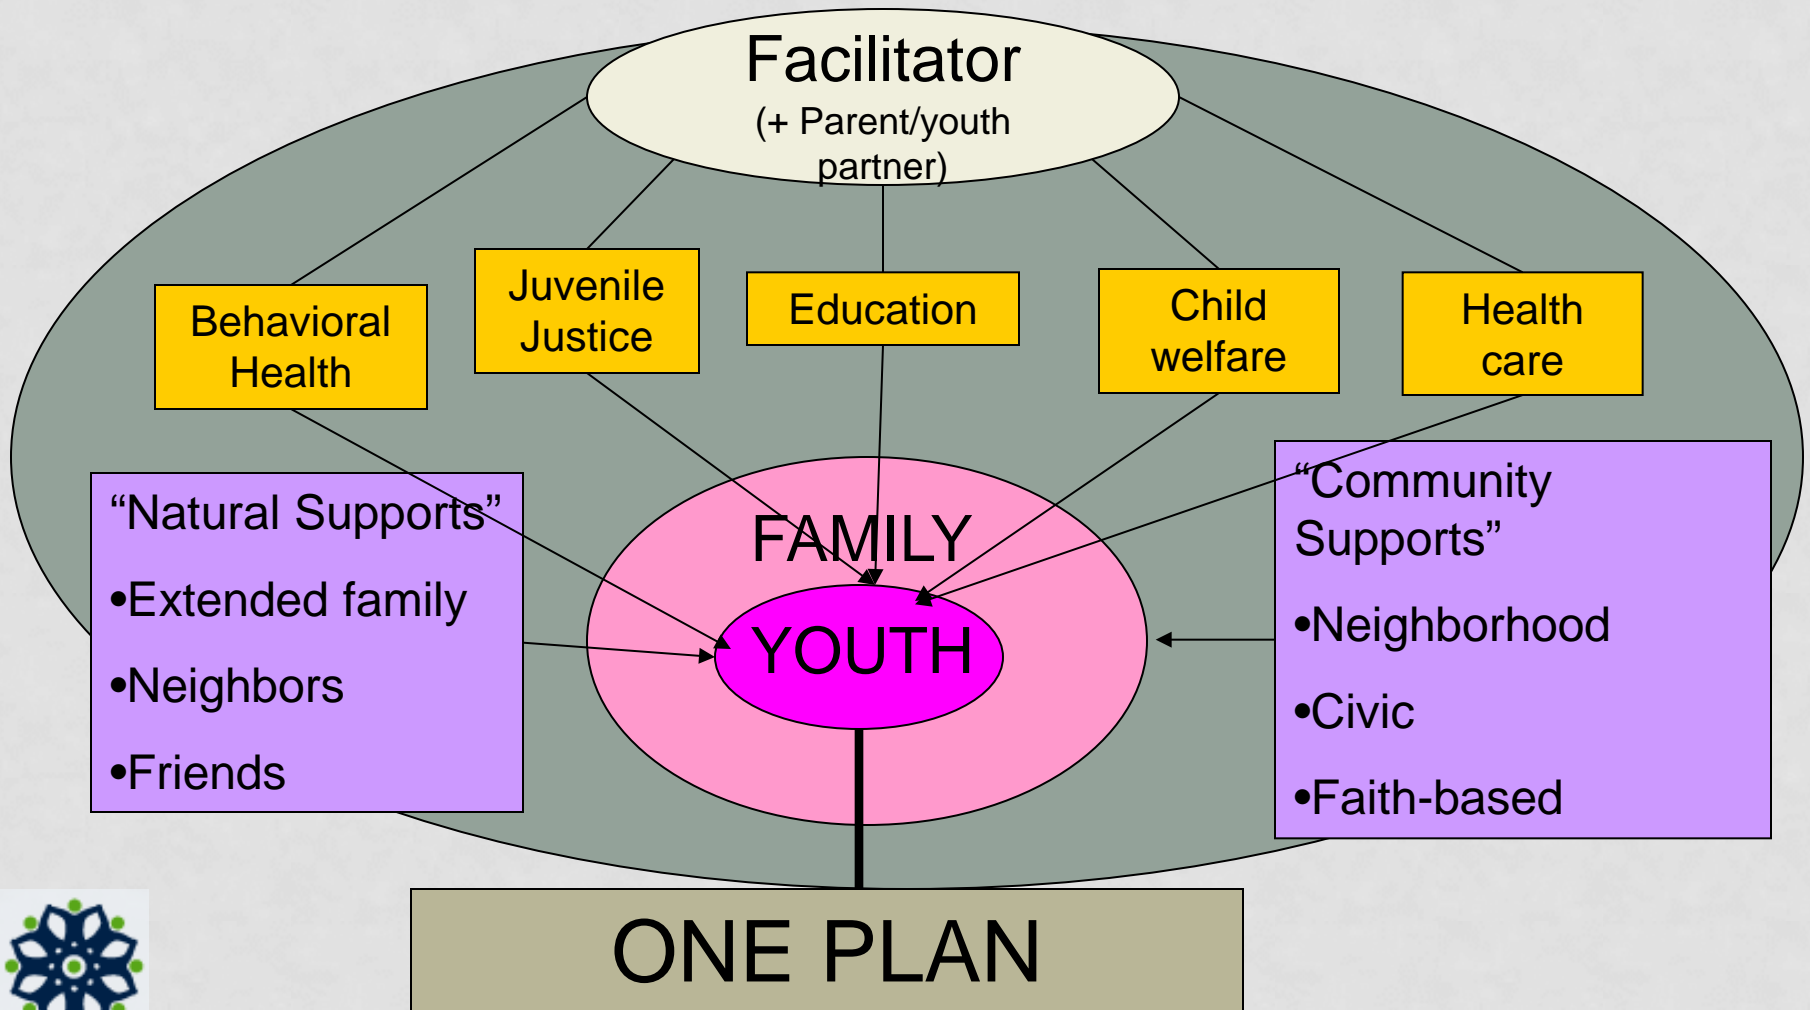 Facilitator
(+ Parent/youth
partner)
Behavioral
Health
Juvenile
Justice
Education
Child
welfare
Health
care
“Natural Supports”
•Extended family
•Neighbors
•Friends
FAMILY
YOUTH
“Community
Supports”
•Neighborhood
•Civic
•Faith-based
ONE PLAN